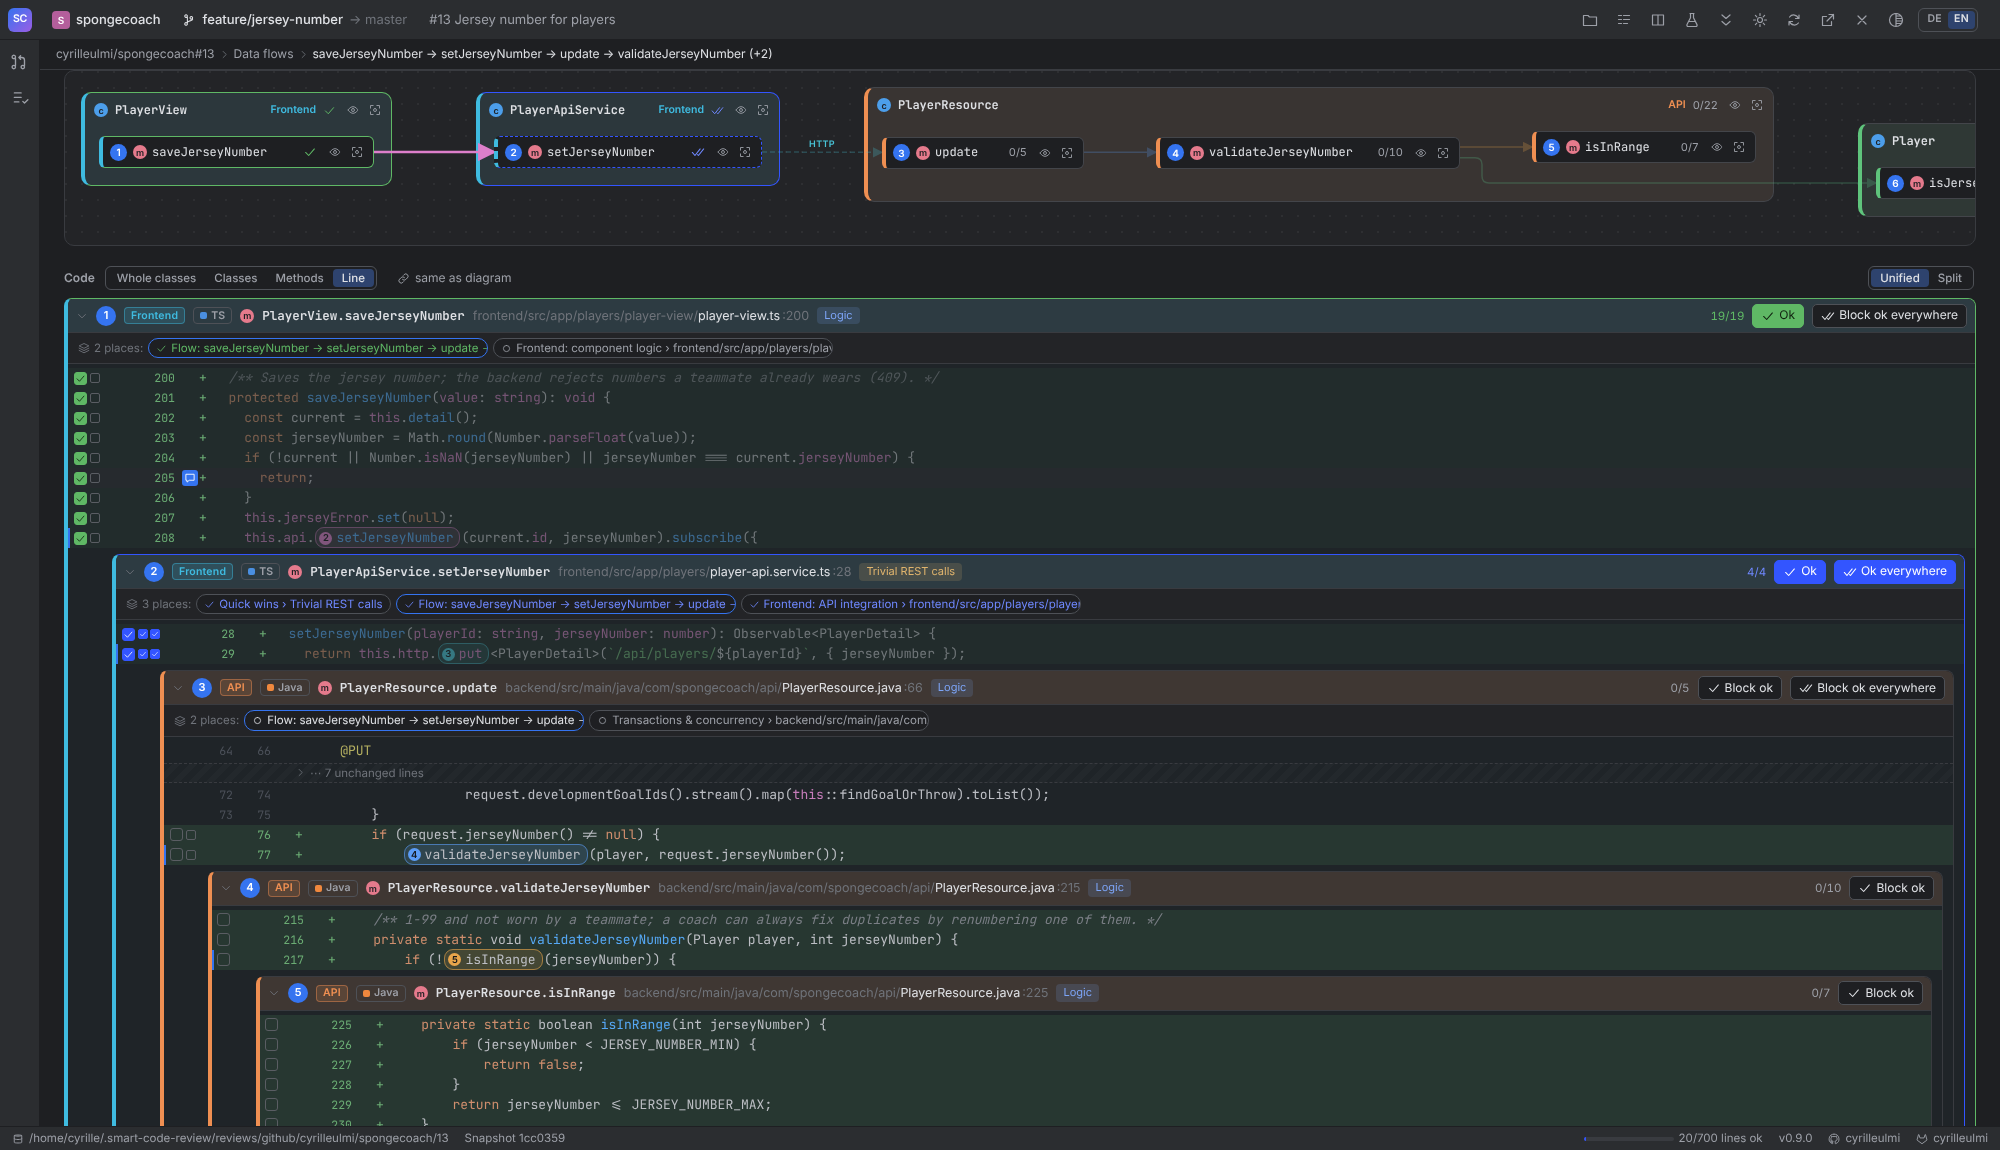 SC S spongecoach feature/jersey-number → master #13 Jersey number for players DE EN
cyrilleulmi/spongecoach#13 > Data flows > saveJerseyNumber → setJerseyNumber → update → validateJerseyNumber (+2)
C PlayerView Frontend
1 m saveJerseyNumber
C PlayerApiService Frontend
2 m setJerseyNumber
HTTP
C PlayerResource API 0/22
3 m update 0/5
4 m validateJerseyNumber 0/10
5 m isInRange 0/7
C Player
6 m isJerse
Code Whole classes Classes Methods Line same as diagram Unified Split
1 Frontend TS m PlayerView.saveJerseyNumber frontend/src/app/players/player-view/player-view.ts:200 Logic 19/19 Ok Block ok everywhere
2 places: Flow: saveJerseyNumber → setJerseyNumber → update - Frontend: component logic › frontend/src/app/players/play
200 + /** Saves the jersey number; the backend rejects numbers a teammate already wears (409). */
201 + protected saveJerseyNumber(value: string): void {
202 + const current = this.detail();
203 + const jerseyNumber = Math.round(Number.parseFloat(value));
204 + if (!current || Number.isNaN(jerseyNumber) || jerseyNumber === current.jerseyNumber) {
205 + return;
206 + }
207 + this.jerseyError.set(null);
208 + this.api. 2 setJerseyNumber (current.id, jerseyNumber).subscribe({
2 Frontend TS m PlayerApiService.setJerseyNumber frontend/src/app/players/player-api.service.ts:28 Trivial REST calls 4/4 Ok Ok everywhere
3 places: Quick wins › Trivial REST calls Flow: saveJerseyNumber → setJerseyNumber → update - Frontend: API integration › frontend/src/app/players/player
28 + setJerseyNumber(playerId: string, jerseyNumber: number): Observable<PlayerDetail> {
29 + return this.http. 3 put <PlayerDetail>(`/api/players/${playerId}`, { jerseyNumber });
3 API Java m PlayerResource.update backend/src/main/java/com/spongecoach/api/PlayerResource.java:66 Logic 0/5 Block ok Block ok everywhere
2 places: Flow: saveJerseyNumber → setJerseyNumber → update - Transactions & concurrency › backend/src/main/java/com
64 66 @PUT
> ··· 7 unchanged lines
72 74 request.developmentGoalIds().stream().map(this::findGoalOrThrow).toList());
73 75 }
76 + if (request.jerseyNumber() != null) {
77 + 4 validateJerseyNumber (player, request.jerseyNumber());
4 API Java m PlayerResource.validateJerseyNumber backend/src/main/java/com/spongecoach/api/PlayerResource.java:215 Logic 0/10 Block ok
215 + /** 1-99 and not worn by a teammate; a coach can always fix duplicates by renumbering one of them. */
216 + private static void validateJerseyNumber(Player player, int jerseyNumber) {
217 + if (! 5 isInRange (jerseyNumber)) {
5 API Java m PlayerResource.isInRange backend/src/main/java/com/spongecoach/api/PlayerResource.java:225 Logic 0/7 Block ok
225 + private static boolean isInRange(int jerseyNumber) {
226 + if (jerseyNumber < JERSEY_NUMBER_MIN) {
227 + return false;
228 + }
229 + return jerseyNumber <= JERSEY_NUMBER_MAX;
230 + }
/home/cyrille/.smart-code-review/reviews/github/cyrilleulmi/spongecoach/13 Snapshot 1cc0359 20/700 lines ok v0.9.0 cyrilleulmi cyrilleulmi